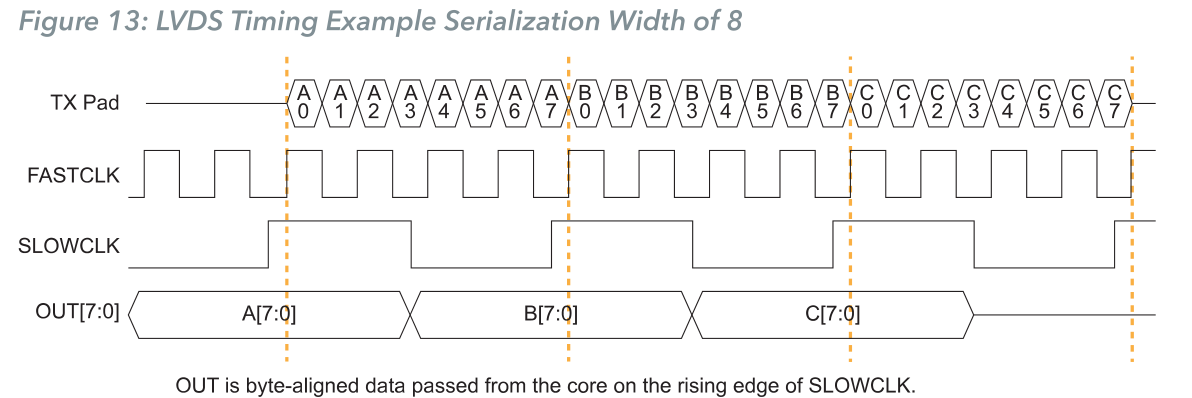 Figure 13: LVDS Timing Example Serialization Width of 8
TX Pad
A A A A A A A A B B B B B B B B C C C C C C C C
0 1 2 3 4 5 6 7 0 1 2 3 4 5 6 7 0 1 2 3 4 5 6 7
FASTCLK
SLOWCLK
OUT[7:0] A[7:0] B[7:0] C[7:0]
OUT is byte-aligned data passed from the core on the rising edge of SLOWCLK.